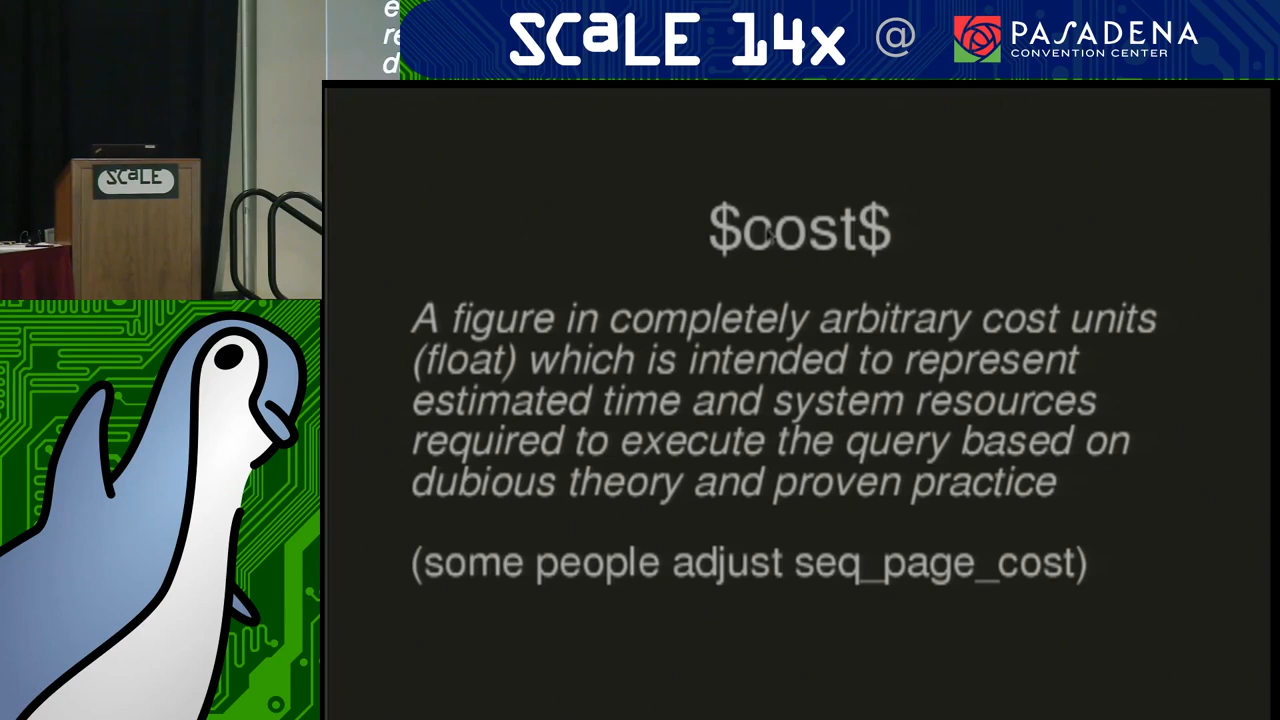 e
re
d
SCaLE 14x @ PASADENA
CONVENTION CENTER
SCaLE
$cost$
A figure in completely arbitrary cost units
(float) which is intended to represent
estimated time and system resources
required to execute the query based on
dubious theory and proven practice
(some people adjust seq_page_cost)